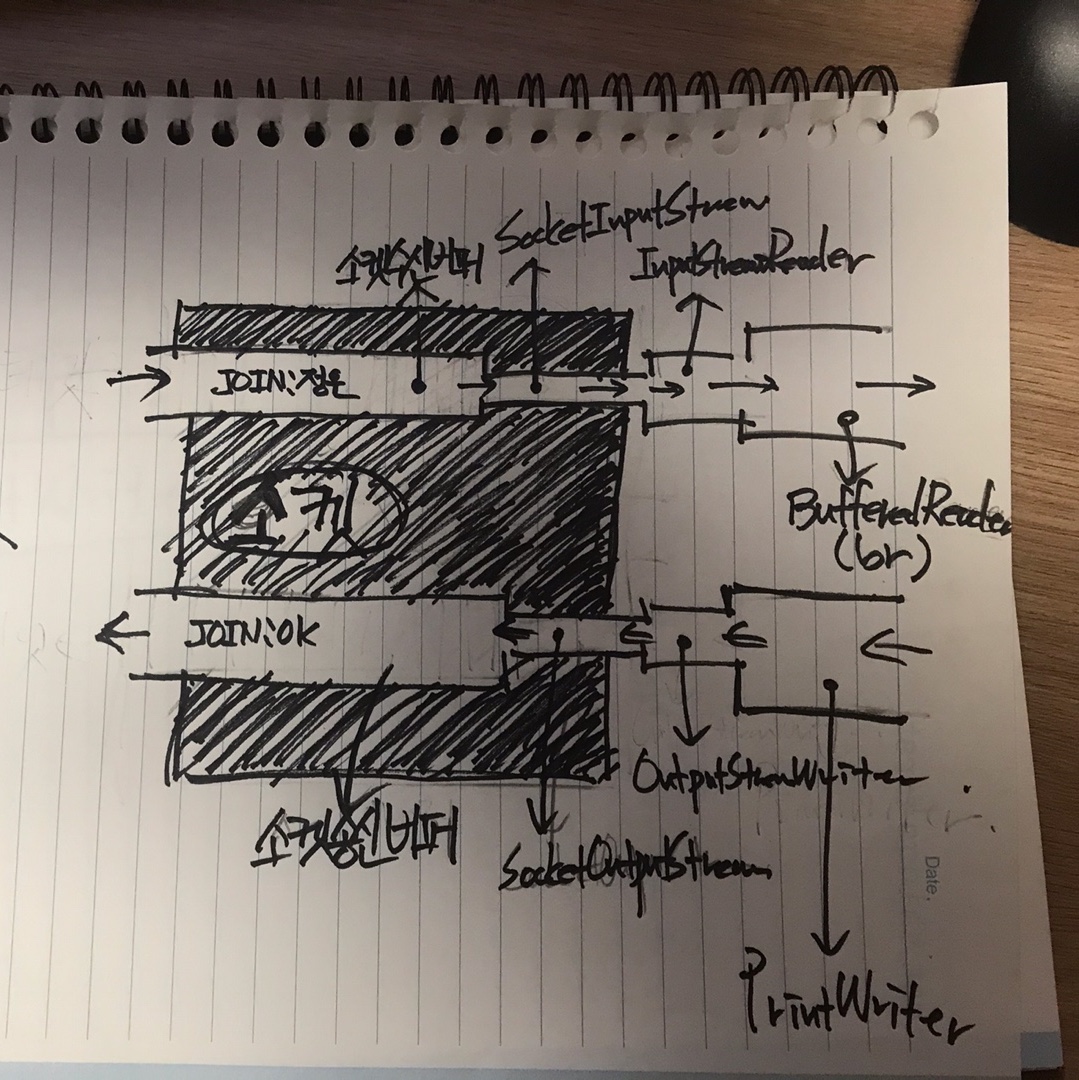 SocketInputStream
소켓수신버퍼
InputStreamReader
JOIN:정은
소켓
BufferedReader
(br)
JOIN:OK
OutputStreamWriter
소켓송신버퍼
SocketOutputStream
Date.
PrintWriter